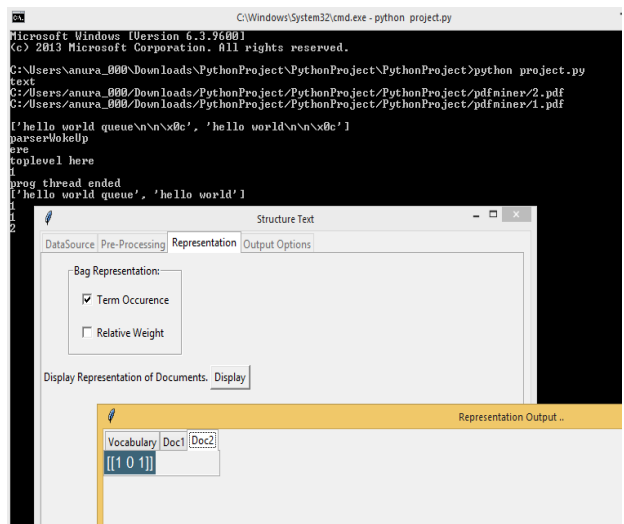 C:\Windows\System32\cmd.exe - python project.py
Microsoft Windows [Version 6.3.9600]
(c) 2013 Microsoft Corporation. All rights reserved.
C:\Users\anura_000\Downloads\PythonProject\PythonProject\PythonProject>python project.py
text
C:/Users/anura_000/Downloads/PythonProject/PythonProject/PythonProject/pdfminer/2.pdf
C:/Users/anura_000/Downloads/PythonProject/PythonProject/PythonProject/pdfminer/1.pdf
['hello world queue\n\n\x0c', 'hello world\n\n\x0c']
parserWokeUp
ere
toplevel here
1
prog thread ended
['hello world queue', 'hello world']
1
1
2
Structure Text
DataSource Pre-Processing Representation Output Options
Bag Representation:
Term Occurence
Relative Weight
Display Representation of Documents. Display
Representation Output ..
Vocabulary Doc1 Doc2
[[1 0 1]]